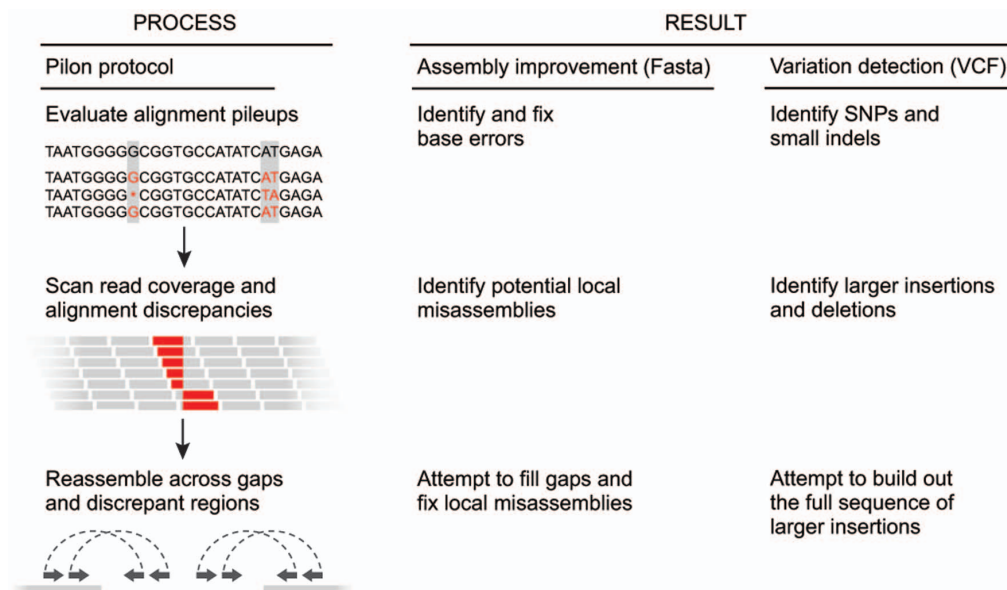 PROCESS
RESULT
Pilon protocol
Assembly improvement (Fasta)
Variation detection (VCF)
Evaluate alignment pileups
Identify and fix
base errors
Identify SNPs and
small indels
TAATGGGGGCGGTGCCATATCATGAGA
TAATGGGGGCGGTGCCATATCATGAGA
TAATGGGG*CGGTGCCATATCTAGAGA
TAATGGGGGCGGTGCCATATCATGAGA
Scan read coverage and
alignment discrepancies
Identify potential local
misassemblies
Identify larger insertions
and deletions
Reassemble across gaps
and discrepant regions
Attempt to fill gaps and
fix local misassemblies
Attempt to build out
the full sequence of
larger insertions